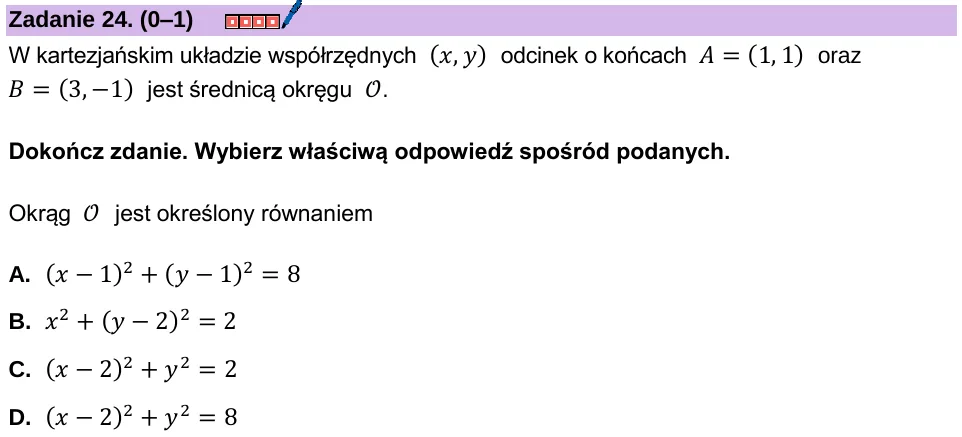 Zadanie 24. (0–1)
W kartezjańskim układzie współrzędnych (x, y) odcinek o końcach A = (1, 1) oraz
B = (3, −1) jest średnicą okręgu 𝒪.
Dokończ zdanie. Wybierz właściwą odpowiedź spośród podanych.
Okrąg 𝒪 jest określony równaniem
A. (x − 1)² + (y − 1)² = 8
B. x² + (y − 2)² = 2
C. (x − 2)² + y² = 2
D. (x − 2)² + y² = 8